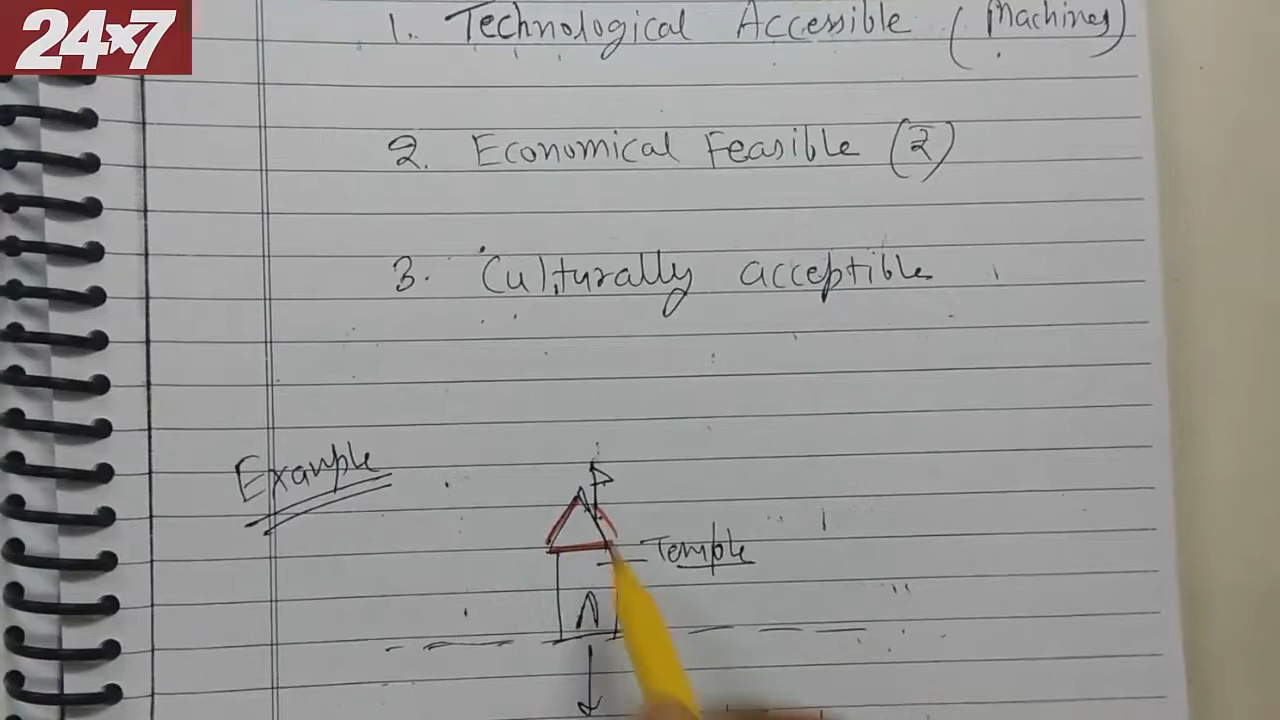 24x7
1. Technological Accessible (Machines)
2. Economical Feasible (₹)
3. Culturally acceptible
Example
Temple